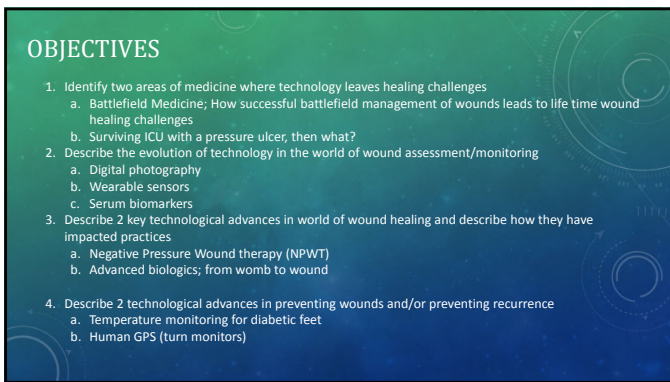 OBJECTIVES
1. Identify two areas of medicine where technology leaves healing challenges
a. Battlefield Medicine; How successful battlefield management of wounds leads to life time wound
healing challenges
b. Surviving ICU with a pressure ulcer, then what?
2. Describe the evolution of technology in the world of wound assessment/monitoring
a. Digital photography
b. Wearable sensors
c. Serum biomarkers
3. Describe 2 key technological advances in world of wound healing and describe how they have
impacted practices
a. Negative Pressure Wound therapy (NPWT)
b. Advanced biologics; from womb to wound
4. Describe 2 technological advances in preventing wounds and/or preventing recurrence
a. Temperature monitoring for diabetic feet
b. Human GPS (turn monitors)